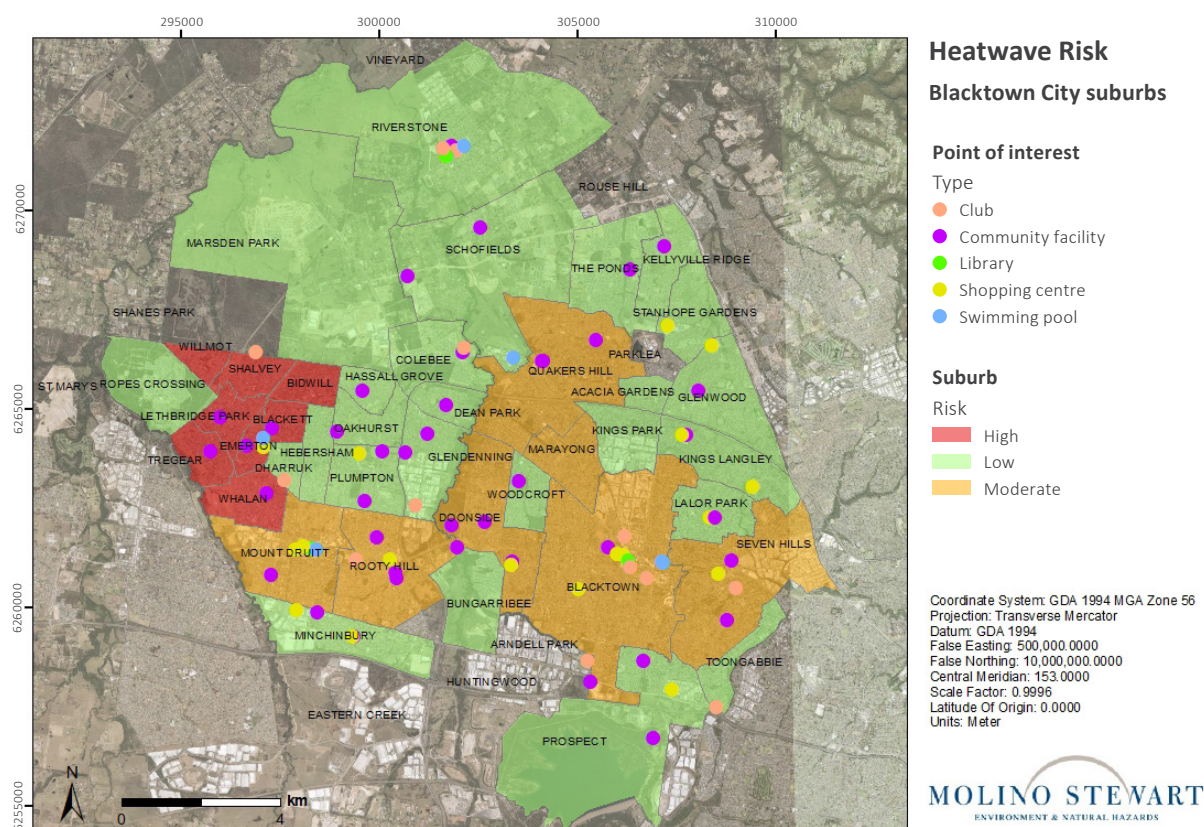 295000
300000
305000
310000
6270000
6265000
6260000
6255000
VINEYARD
RIVERSTONE
ROUSE HILL
MARSDEN PARK
SCHOFIELDS
KELLYVILLE RIDGE
THE PONDS
SHANES PARK
STANHOPE GARDENS
WILLMOT
COLEBEE
PARKLEA
SHALVEY
QUAKERS HILL
HASSALL GROVE
ST MARYS
ROPES CROSSING
BIDWILL
ACACIA GARDENS
GLENWOOD
LETHBRIDGE PARK
BLACKETT
DEAN PARK
OAKHURST
KINGS PARK
EMERTON
HEBERSHAM
GLENDENNING
MARAYONG
TREGEAR
DHARRUK
KINGS LANGLEY
PLUMPTON
WHALAN
WOODCROFT
LALOR PARK
DOONSIDE
SEVEN HILLS
MOUNT DRUITT
ROOTY HILL
BLACKTOWN
BUNGARRIBEE
MINCHINBURY
ARNDELL PARK
TOONGABBIE
HUNTINGWOOD
EASTERN CREEK
PROSPECT
N
km
0
4
Heatwave Risk
Blacktown City suburbs
Point of interest
Type
Club
Community facility
Library
Shopping centre
Swimming pool
Suburb
Risk
High
Low
Moderate
Coordinate System: GDA 1994 MGA Zone 56
Projection: Transverse Mercator
Datum: GDA 1994
False Easting: 500,000.0000
False Northing: 10,000,000.0000
Central Meridian: 153.0000
Scale Factor: 0.9996
Latitude Of Origin: 0.0000
Units: Meter
MOLINO STEWART
ENVIRONMENT & NATURAL HAZARDS